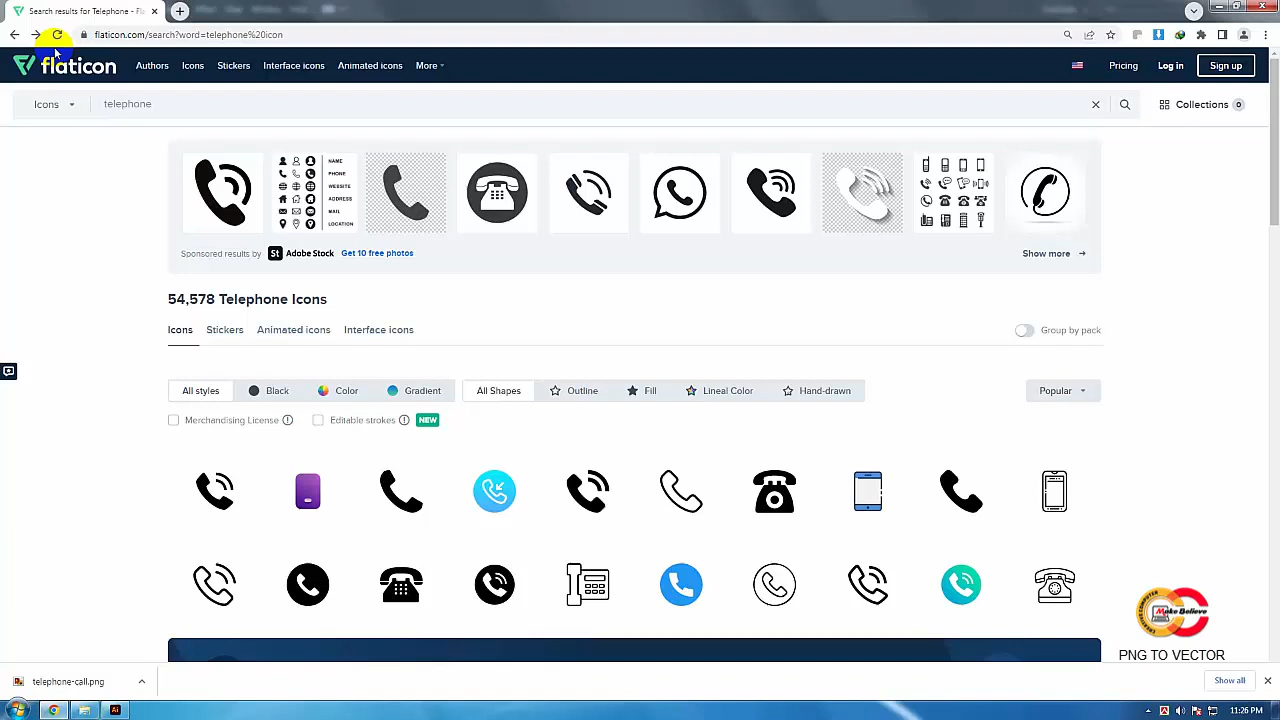 Search results for Telephone - Fl
flaticon.com/search?word=telephone%20icon
flaticon
Authors
Icons
Stickers
Interface icons
Animated icons
More
Pricing
Log in
Sign up
Icons
telephone
Collections 0
NAME
PHONE
WEBSITE
ADDRESS
MAIL
LOCATION
Sponsored results by St Adobe Stock Get 10 free photos
Show more
54,578 Telephone Icons
Icons
Stickers
Animated icons
Interface icons
Group by pack
All styles
Black
Color
Gradient
All Shapes
Outline
Fill
Lineal Color
Hand-drawn
Popular
Merchandising License
Editable strokes
NEW
Make Believe
PNG TO VECTOR
telephone-call.png
Show all
Ai
11:26 PM